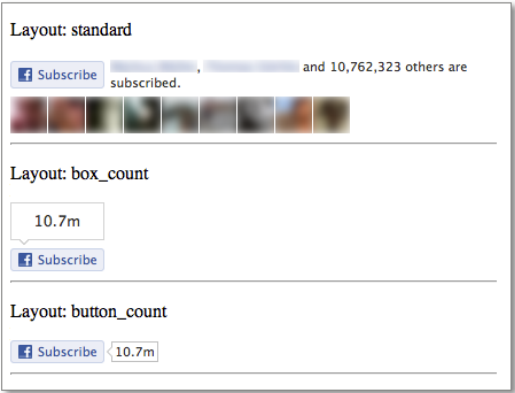 Layout: standard
Subscribe
, and 10,762,323 others are
subscribed.
Layout: box_count
10.7m
Subscribe
Layout: button_count
Subscribe 10.7m